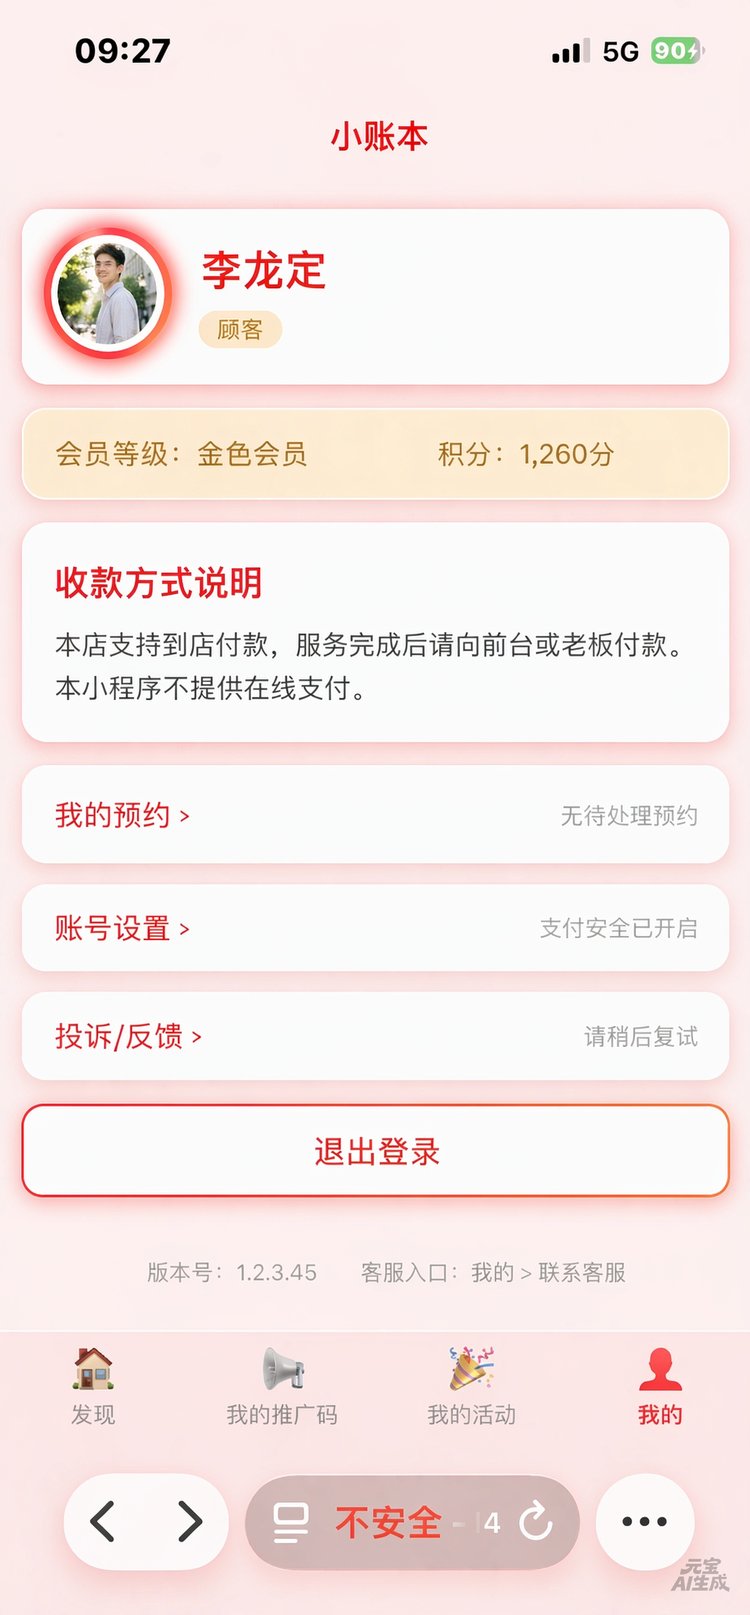 09:27
5G 90
小账本
李龙定
顾客
会员等级：金色会员 积分：1,260分
收款方式说明
本店支持到店付款，服务完成后请向前台或老板付款。
本小程序不提供在线支付。
我的预约 > 无待处理预约
账号设置 > 支付安全已开启
投诉/反馈 > 请稍后复试
退出登录
版本号：1.2.3.45 客服入口：我的 > 联系客服
发现 我的推广码 我的活动 我的
不安全 - 4
元宝
AI生成